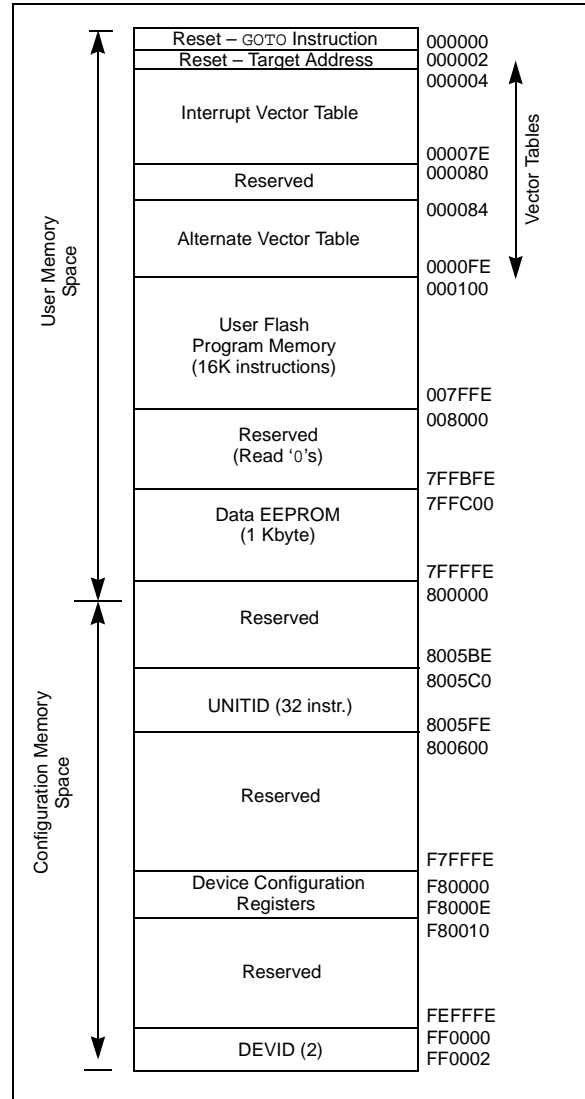 Reset – GOTO Instruction
000000
Reset – Target Address
000002
000004
Interrupt Vector Table
00007E
000080
Reserved
000084
Alternate Vector Table
0000FE
000100
Vector Tables
User Memory
Space
User Flash
Program Memory
(16K instructions)
007FFE
008000
Reserved
(Read ‘0’s)
7FFBFE
7FFC00
Data EEPROM
(1 Kbyte)
7FFFFE
800000
Reserved
8005BE
8005C0
UNITID (32 instr.)
8005FE
800600
Configuration Memory
Space
Reserved
F7FFFE
Device Configuration
Registers
F80000
F8000E
F80010
Reserved
FEFFFE
FF0000
DEVID (2)
FF0002